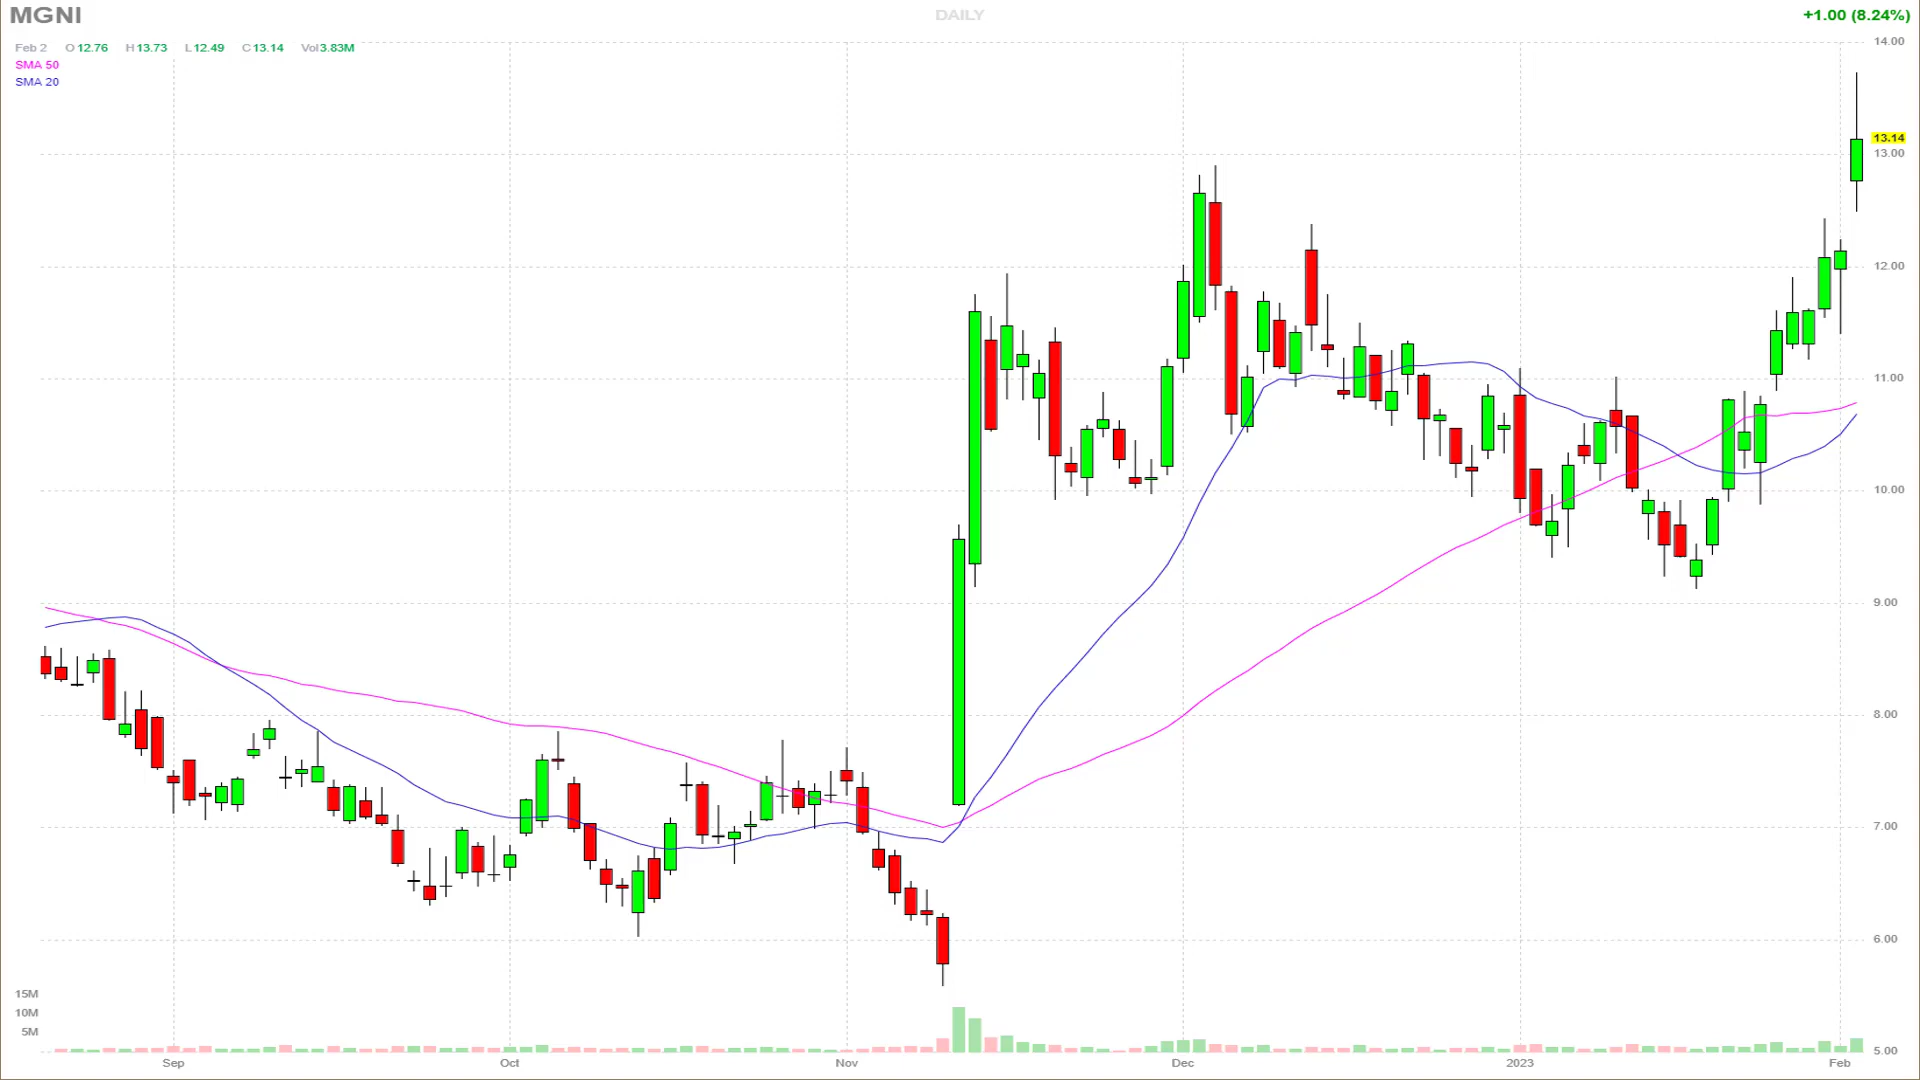 MGNI
DAILY
+1.00 (8.24%)
Feb 2 O 12.76 H 13.73 L 12.49 C 13.14 Vol 3.83M
SMA 50
SMA 20
14.00
13.14
13.00
12.00
11.00
10.00
9.00
8.00
7.00
6.00
5.00
15M
10M
5M
Sep Oct Nov Dec 2023 Feb